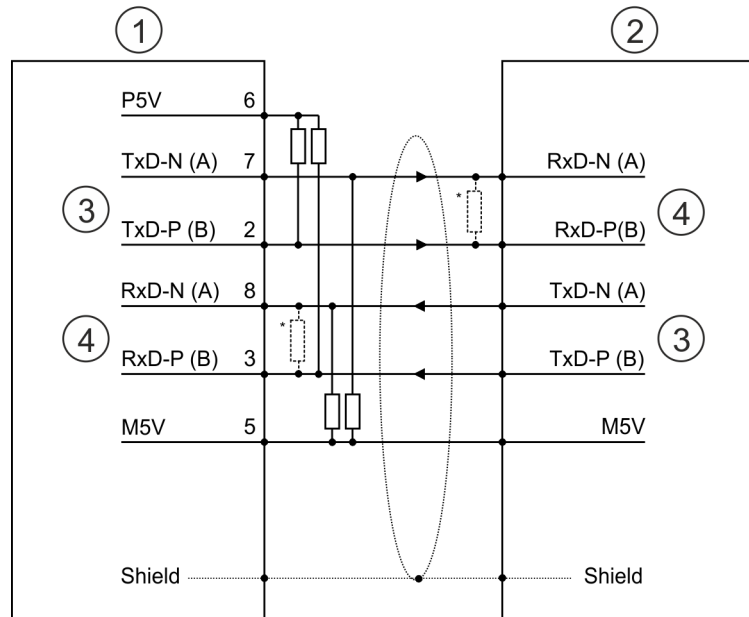 1
2
P5V 6
TxD-N (A) 7 RxD-N (A)
*
3 4
TxD-P (B) 2 RxD-P(B)
RxD-N (A) 8 TxD-N (A)
*
4 3
RxD-P (B) 3 TxD-P (B)
M5V 5 M5V
Shield Shield